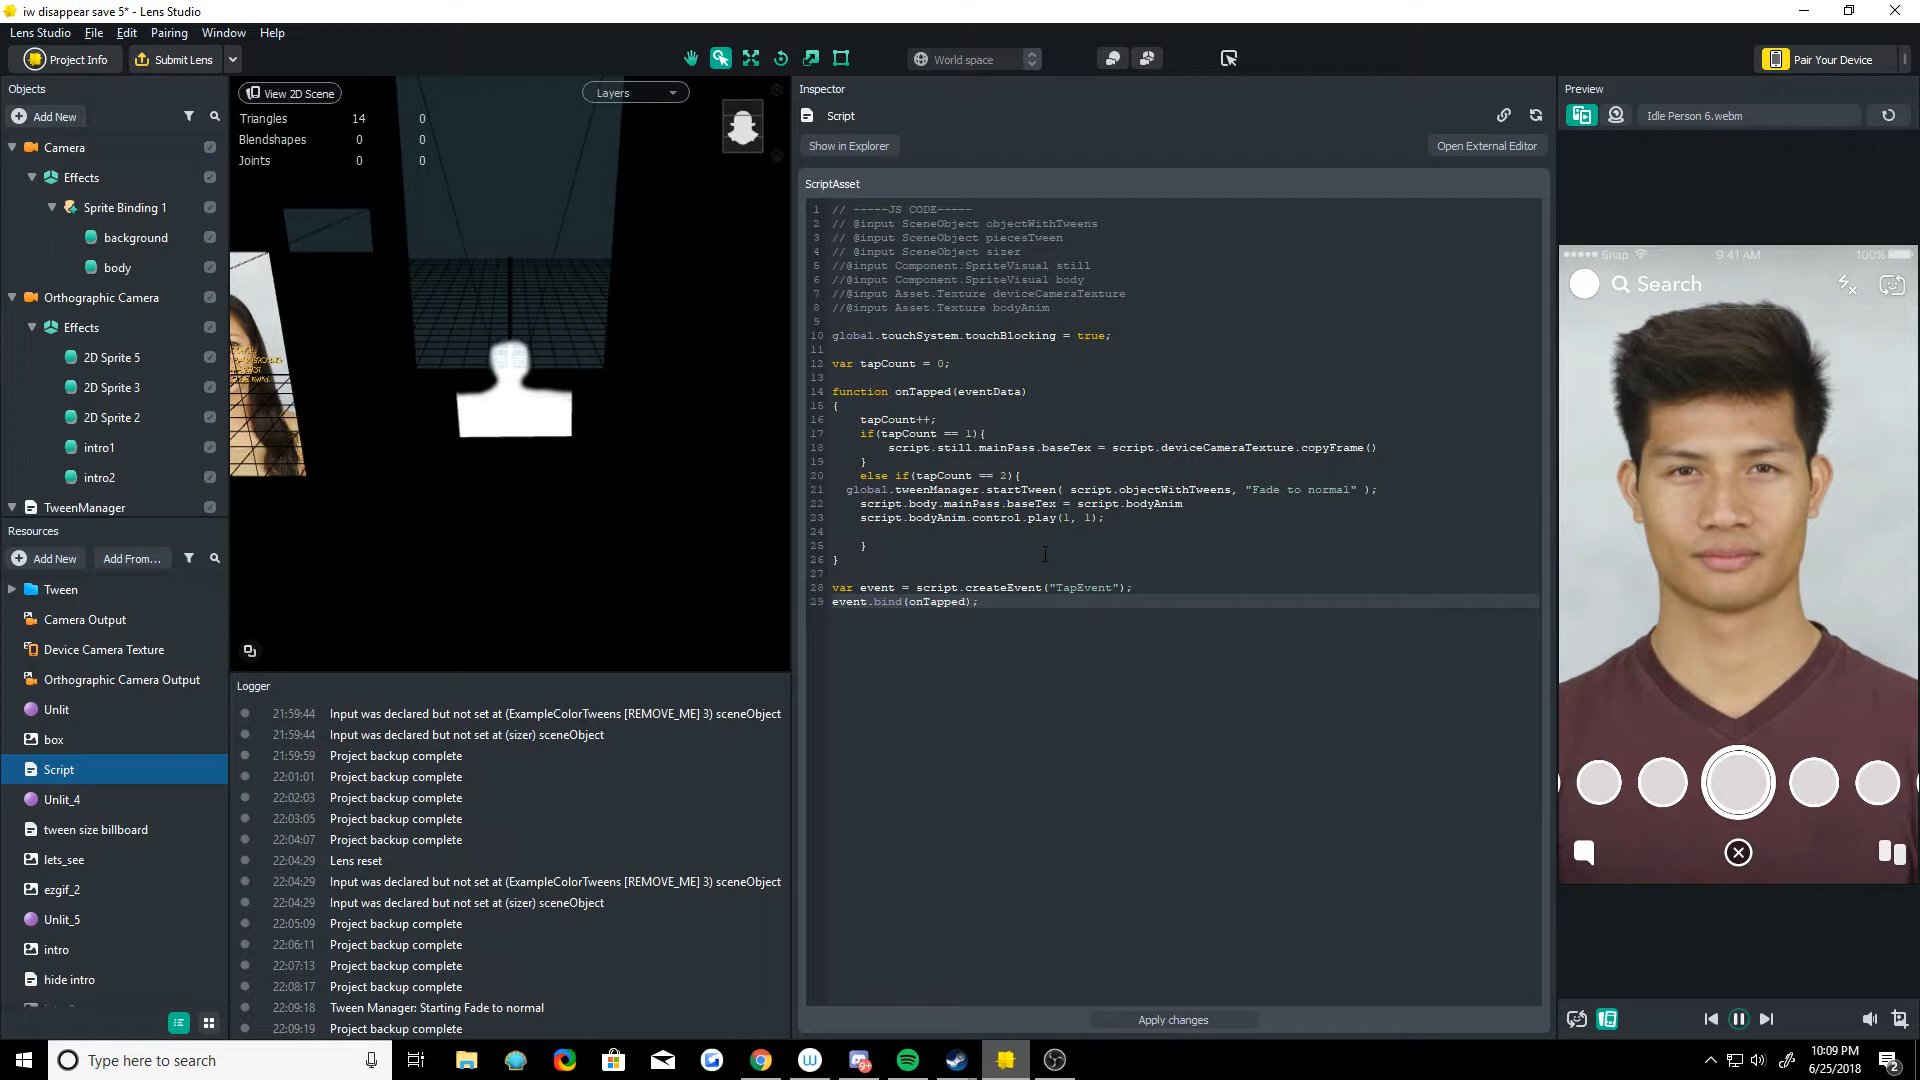 iw disappear save 5* - Lens Studio
Lens Studio File Edit Pairing Window Help
Project Info Submit Lens World space Pair Your Device
Objects
Add New
Camera
Effects
Sprite Binding 1
background
body
Orthographic Camera
Effects
2D Sprite 5
2D Sprite 3
2D Sprite 2
intro1
intro2
TweenManager
Resources
Add New Add From...
Tween
Camera Output
Device Camera Texture
Orthographic Camera Output
Unlit
box
Script
Unlit_4
tween size billboard
lets_see
ezgif_2
Unlit_5
intro
hide intro
View 2D Scene Layers
Triangles 14 0
Blendshapes 0 0
Joints 0 0
Logger
21:59:44 Input was declared but not set at (ExampleColorTweens [REMOVE_ME] 3) sceneObject
21:59:44 Input was declared but not set at (sizer) sceneObject
21:59:59 Project backup complete
22:01:01 Project backup complete
22:02:03 Project backup complete
22:03:05 Project backup complete
22:04:07 Project backup complete
22:04:29 Lens reset
22:04:29 Input was declared but not set at (ExampleColorTweens [REMOVE_ME] 3) sceneObject
22:04:29 Input was declared but not set at (sizer) sceneObject
22:05:09 Project backup complete
22:06:11 Project backup complete
22:07:13 Project backup complete
22:08:17 Project backup complete
22:09:18 Tween Manager: Starting Fade to normal
22:09:19 Project backup complete
Inspector
Script
Show in Explorer Open External Editor
ScriptAsset
1 // -----JS CODE-----
2 // @input SceneObject objectWithTweens
3 // @input SceneObject piecesTween
4 // @input SceneObject sizer
5 //@input Component.SpriteVisual still
6 //@input Component.SpriteVisual body
7 //@input Asset.Texture deviceCameraTexture
8 //@input Asset.Texture bodyAnim
9
10 global.touchSystem.touchBlocking = true;
11
12 var tapCount = 0;
13
14 function onTapped(eventData)
15 {
16 tapCount++;
17 if(tapCount == 1){
18 script.still.mainPass.baseTex = script.deviceCameraTexture.copyFrame()
19 }
20 else if(tapCount == 2){
21 global.tweenManager.startTween( script.objectWithTweens, "Fade to normal" );
22 script.body.mainPass.baseTex = script.bodyAnim
23 script.bodyAnim.control.play(1, 1);
24
25 }
26 }
27
28 var event = script.createEvent("TapEvent");
29 event.bind(onTapped);
Apply changes
Preview
Idle Person 6.webm
Snap 9:41 AM 100%
Search
Type here to search
9+
10:09 PM
6/25/2018
2